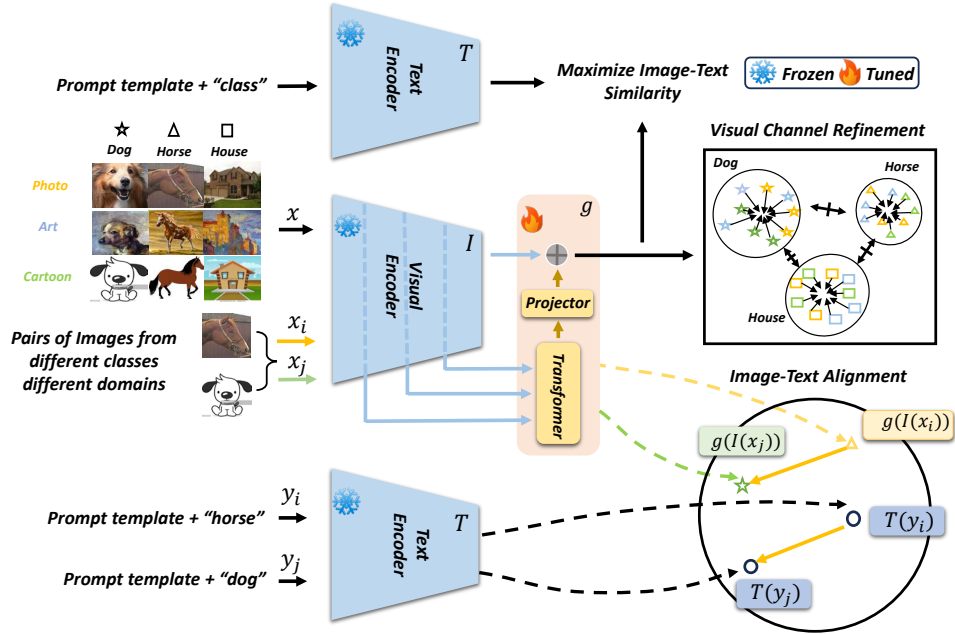 Prompt template + "class"
Text
Encoder
T
Maximize Image-Text
Similarity
Frozen
Tuned
Dog
Horse
House
Photo
Art
Cartoon
x
Visual
Encoder
I
g
Projector
Transformer
Visual Channel Refinement
Dog
Horse
House
Pairs of Images from
different classes
different domains
x_i
x_j
Image-Text Alignment
g(I(x_j))
g(I(x_i))
T(y_i)
T(y_j)
Prompt template + "horse"
y_i
Prompt template + "dog"
y_j
Text
Encoder
T